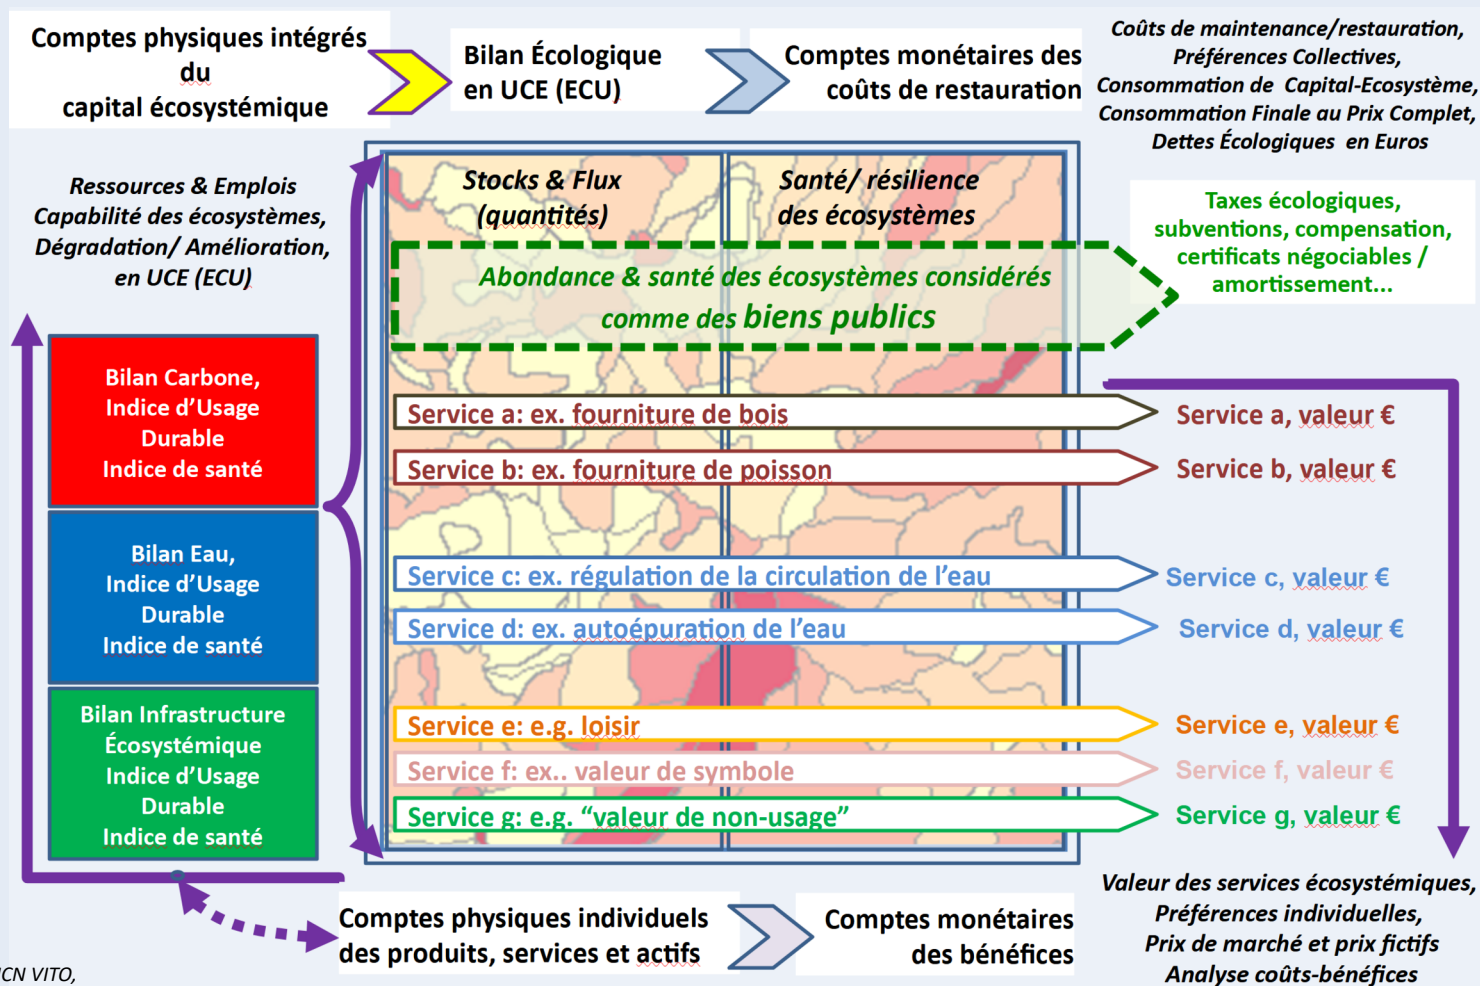 Comptes physiques intégrés
du
capital écosystémique
Bilan Écologique
en UCE (ECU)
Comptes monétaires des
coûts de restauration
Coûts de maintenance/restauration,
Préférences Collectives,
Consommation de Capital-Ecosystème,
Consommation Finale au Prix Complet,
Dettes Écologiques en Euros
Ressources & Emplois
Capabilité des écosystèmes,
Dégradation/ Amélioration,
en UCE (ECU)
Stocks & Flux
(quantités)
Santé/ résilience
des écosystèmes
Taxes écologiques,
subventions, compensation,
certificats négociables /
amortissement...
Abondance & santé des écosystèmes considérés
comme des biens publics
Bilan Carbone,
Indice d’Usage
Durable
Indice de santé
Bilan Eau,
Indice d’Usage
Durable
Indice de santé
Bilan Infrastructure
Écosystémique
Indice d’Usage
Durable
Indice de santé
Service a: ex. fourniture de bois
Service a, valeur €
Service b: ex. fourniture de poisson
Service b, valeur €
Service c: ex. régulation de la circulation de l’eau
Service c, valeur €
Service d: ex. autoépuration de l’eau
Service d, valeur €
Service e: e.g. loisir
Service e, valeur €
Service f: ex.. valeur de symbole
Service f, valeur €
Service g: e.g. “valeur de non-usage”
Service g, valeur €
Comptes physiques individuels
des produits, services et actifs
Comptes monétaires
des bénéfices
Valeur des services écosystémiques,
Préférences individuelles,
Prix de marché et prix fictifs
Analyse coûts-bénéfices
VITO,